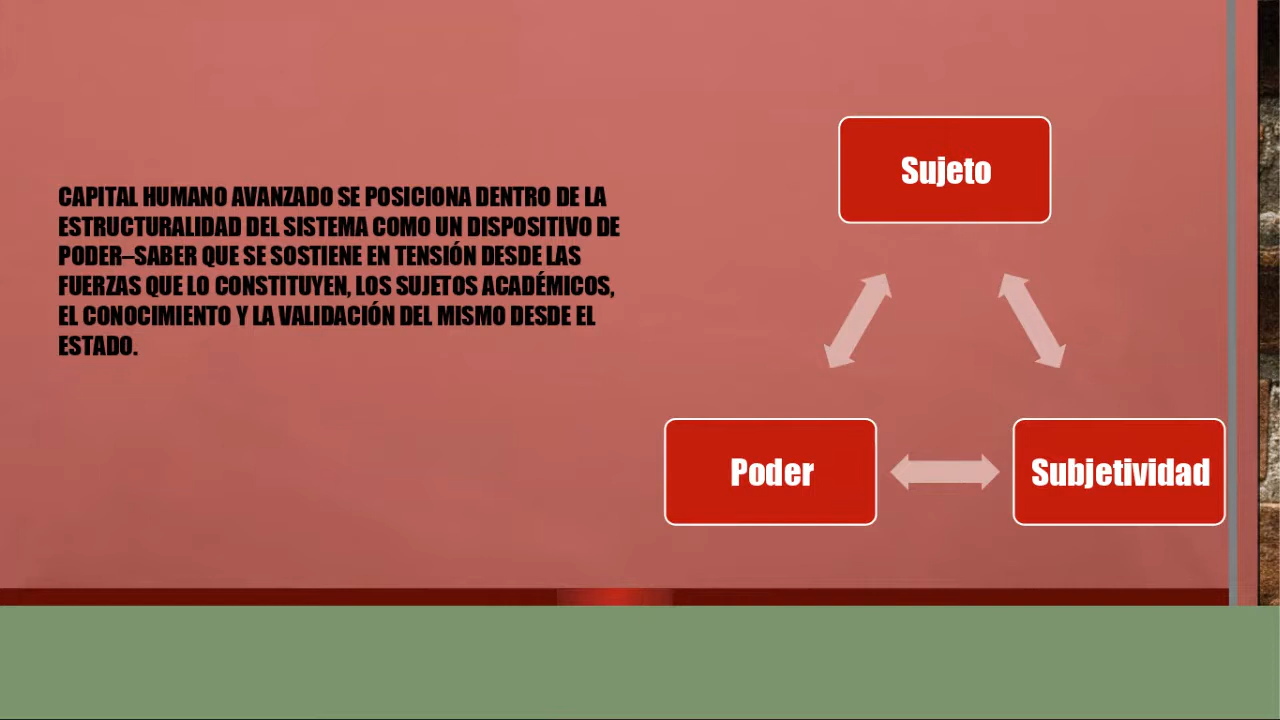 CAPITAL HUMANO AVANZADO SE POSICIONA DENTRO DE LA
ESTRUCTURALIDAD DEL SISTEMA COMO UN DISPOSITIVO DE
PODER–SABER QUE SE SOSTIENE EN TENSIÓN DESDE LAS
FUERZAS QUE LO CONSTITUYEN, LOS SUJETOS ACADÉMICOS,
EL CONOCIMIENTO Y LA VALIDACIÓN DEL MISMO DESDE EL
ESTADO.
Sujeto
Poder
Subjetividad